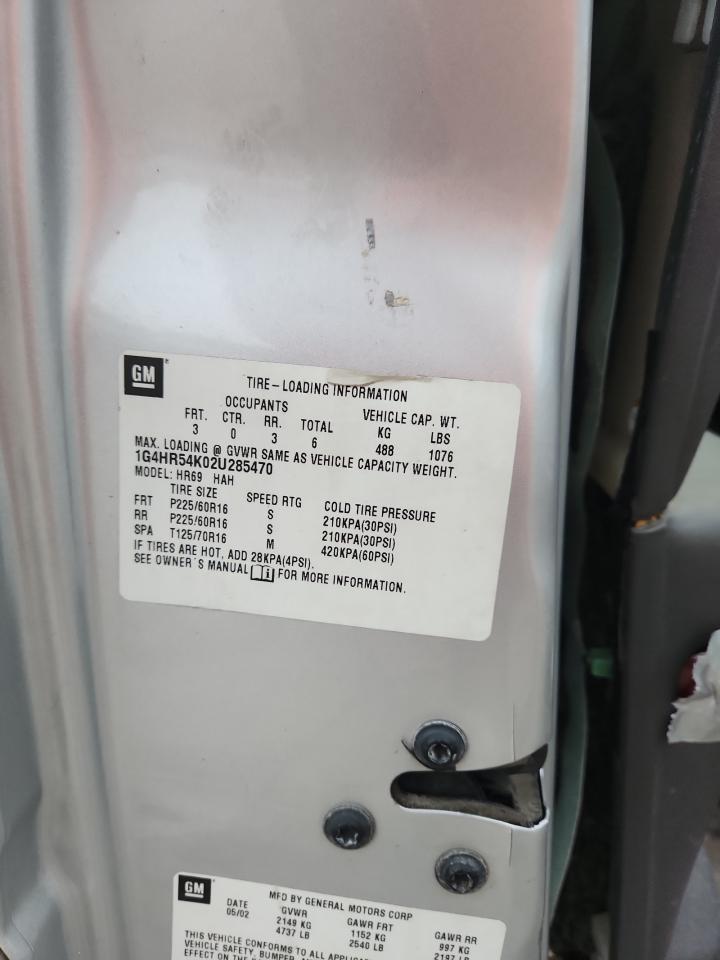 GM
TIRE-LOADING INFORMATION
OCCUPANTS VEHICLE CAP. WT.
FRT. CTR. RR. TOTAL KG LBS
3 0 3 6 488 1076
MAX. LOADING @ GVWR SAME AS VEHICLE CAPACITY WEIGHT.
1G4HR54K02U285470
MODEL: HR69 HAH
TIRE SIZE SPEED RTG COLD TIRE PRESSURE
FRT P225/60R16 S 210KPA(30PSI)
RR P225/60R16 S 210KPA(30PSI)
SPA T125/70R16 M 420KPA(60PSI)
IF TIRES ARE HOT, ADD 28KPA(4PSI).
SEE OWNER'S MANUAL i FOR MORE INFORMATION.
GM
MFD BY GENERAL MOTORS CORP
DATE GVWR GAWR FRT GAWR RR
05/02 2149 KG 1152 KG 997 KG
4737 LB 2540 LB 2197 LB
THIS VEHICLE CONFORMS TO ALL
VEHICLE SAFETY, BUMPER,
EFFECT ON